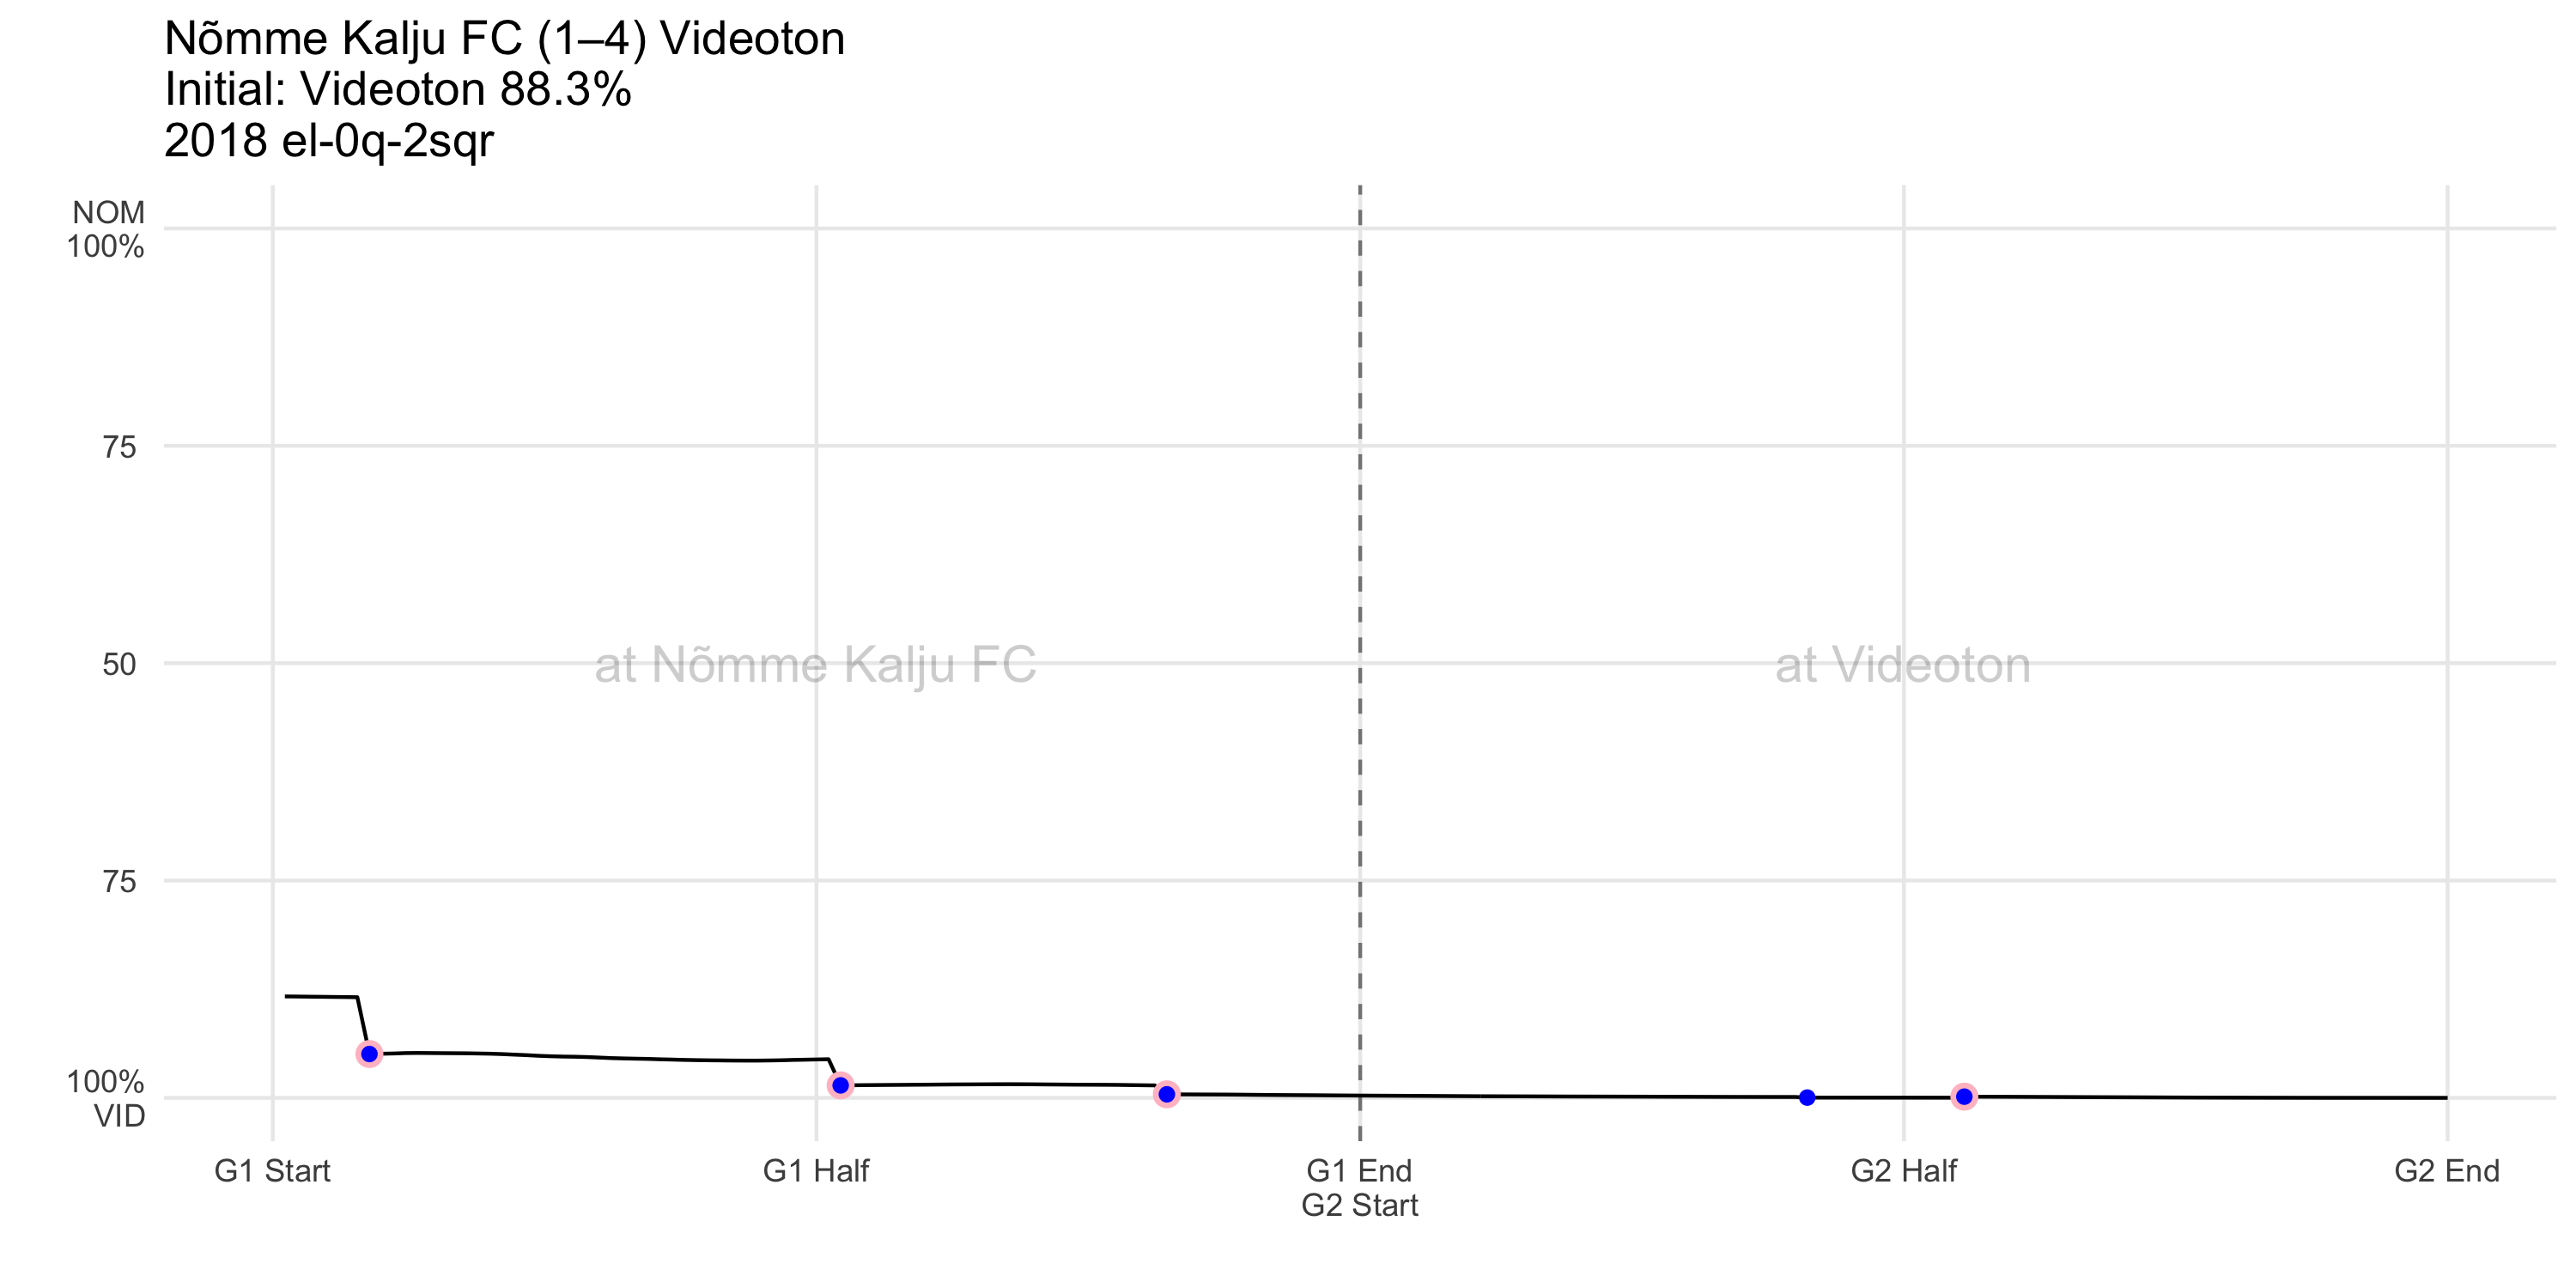 Nõmme Kalju FC (1–4) Videoton
Initial: Videoton 88.3%
2018 el-0q-2sqr
NOM
100%
75
50
75
100%
VID
at Nõmme Kalju FC
at Videoton
G1 Start
G1 Half
G1 End
G2 Start
G2 Half
G2 End